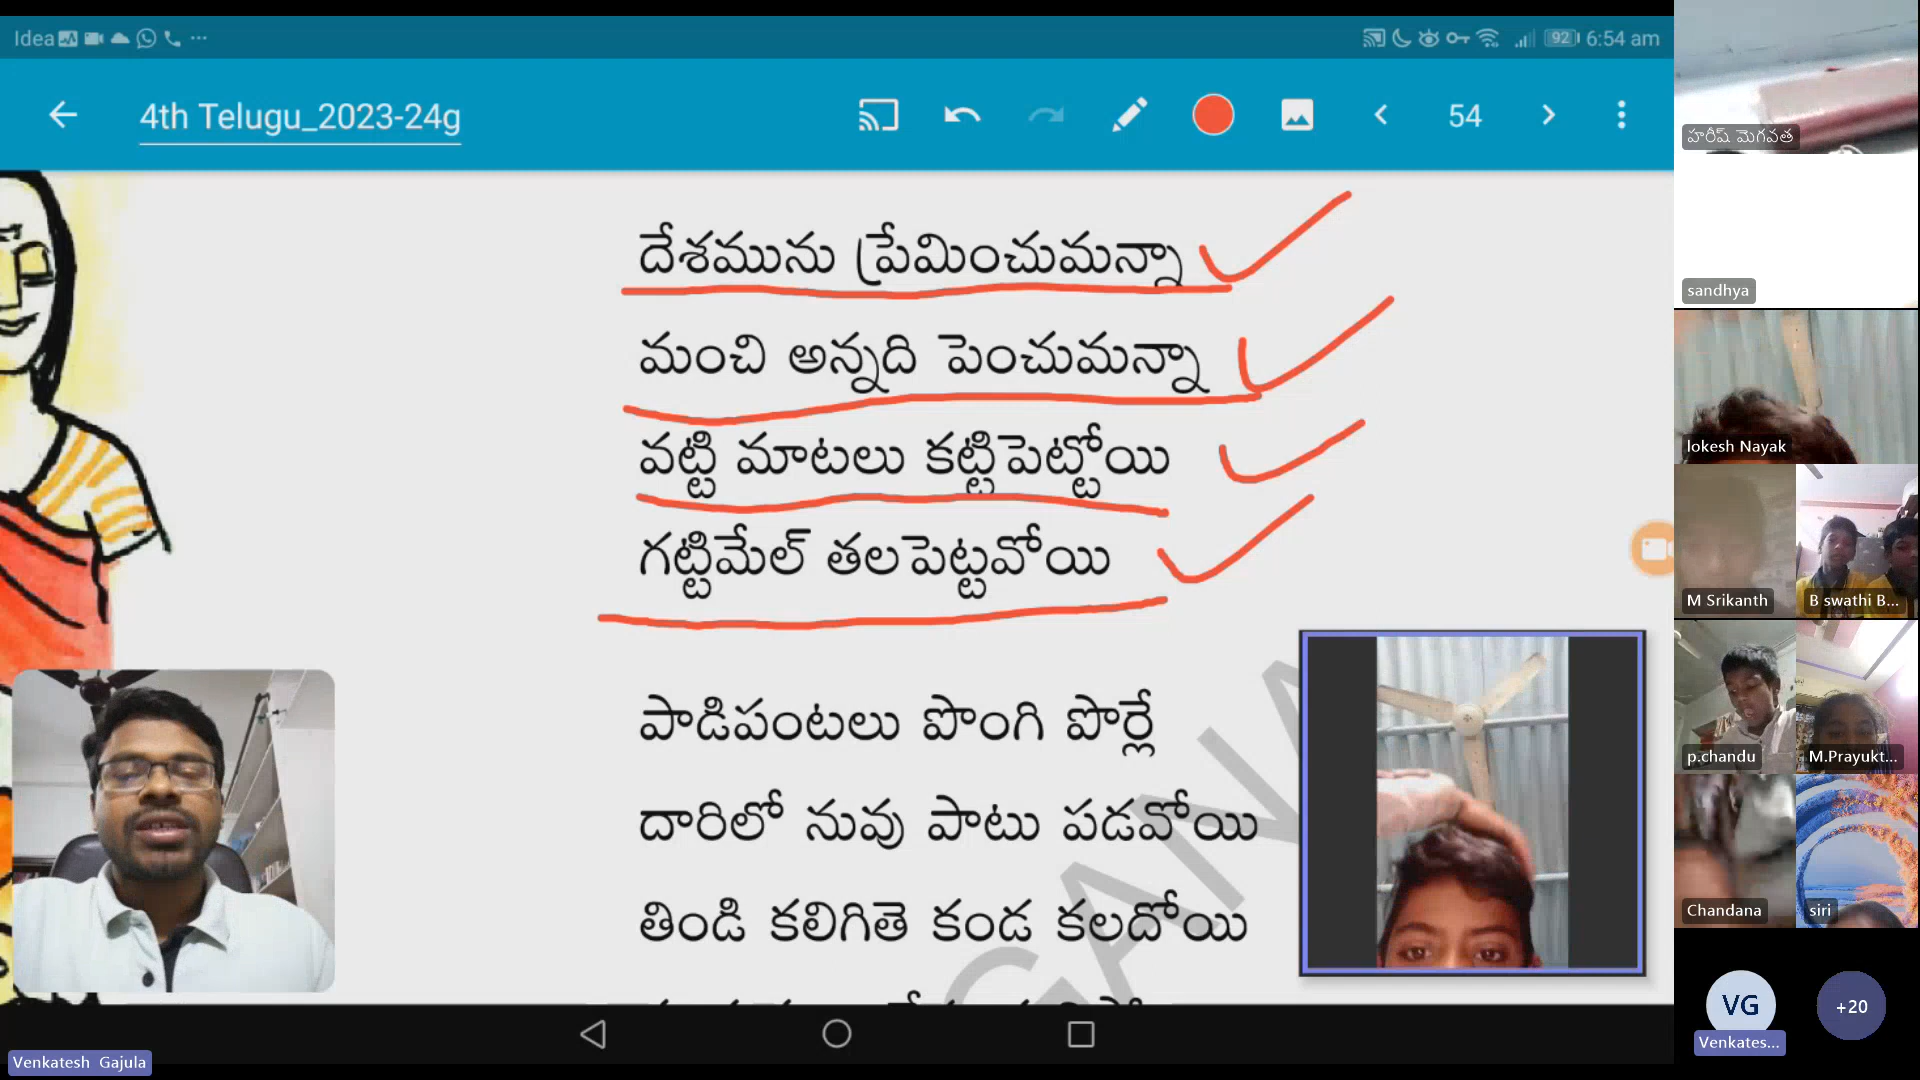 Idea
92 6:54 am
4th Telugu_2023-24g
54
దేశమును ప్రేమించుమన్నా
మంచి అన్నది పెంచుమన్నా
వట్టి మాటలు కట్టిపెట్టోయి
గట్టిమేల్ తలపెట్టవోయి
పాడిపంటలు పొంగి పొర్లే
దారిలో నువు పాటు పడవోయి
తిండి కలిగితె కండ కలదోయి
GANA
Venkatesh Gajula
హరీష్ మెగవత
sandhya
lokesh Nayak
M Srikanth
B swathi B...
p.chandu
M.Prayukt...
Chandana
siri
VG
+20
Venkates...